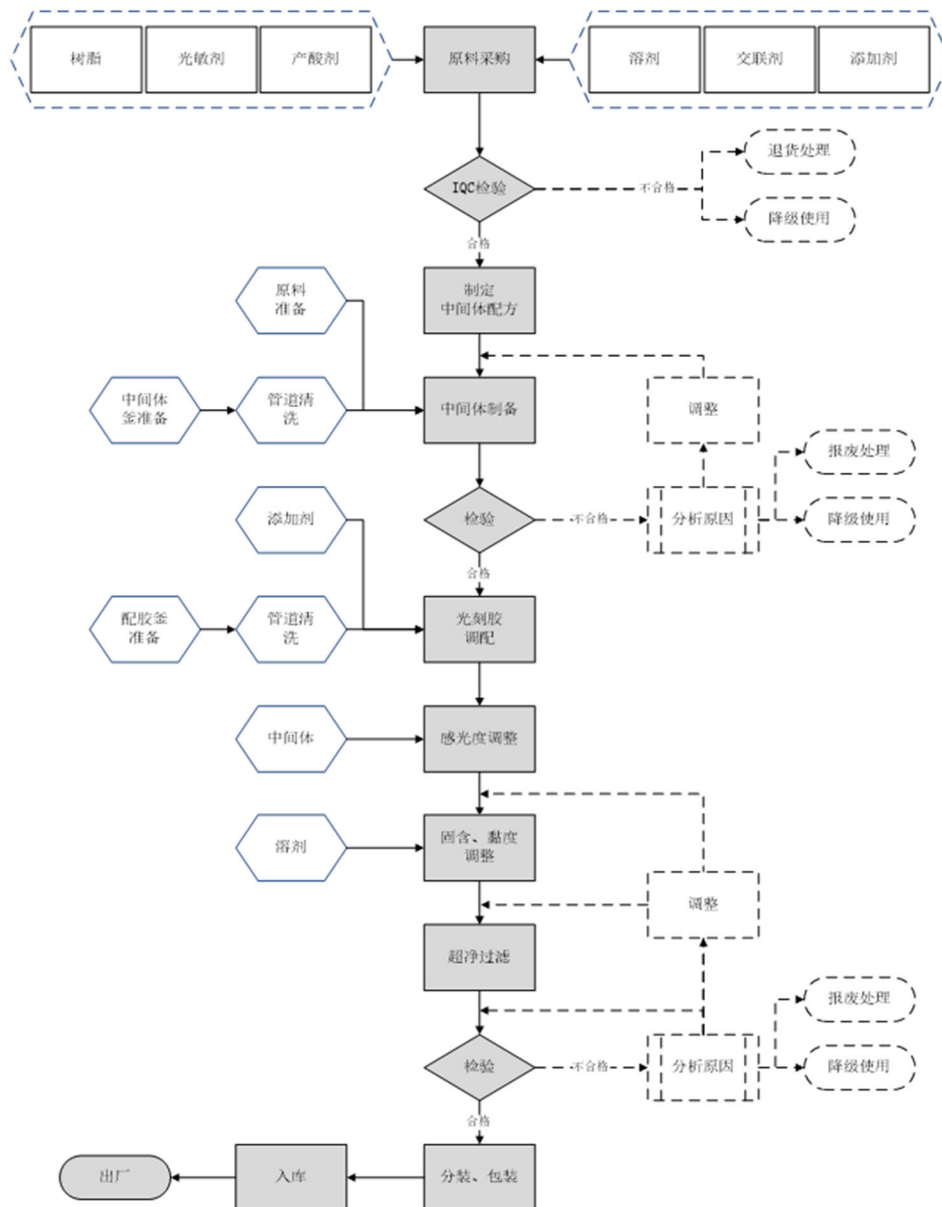 树脂
光敏剂
产酸剂
原料采购
溶剂
交联剂
添加剂
退货处理
IQC检验
不合格
降级使用
合格
原料
准备
制定
中间体配方
中间体
釜准备
管道清
洗
中间体制备
调整
报废处理
添加剂
检验
不合格
分析原因
降级使用
合格
配胶釜
准备
管道清
洗
光刻胶
调配
中间体
感光度调整
溶剂
固含、黏度
调整
调整
超净过滤
报废处理
检验
不合格
分析原因
降级使用
合格
出厂
入库
分装、包装